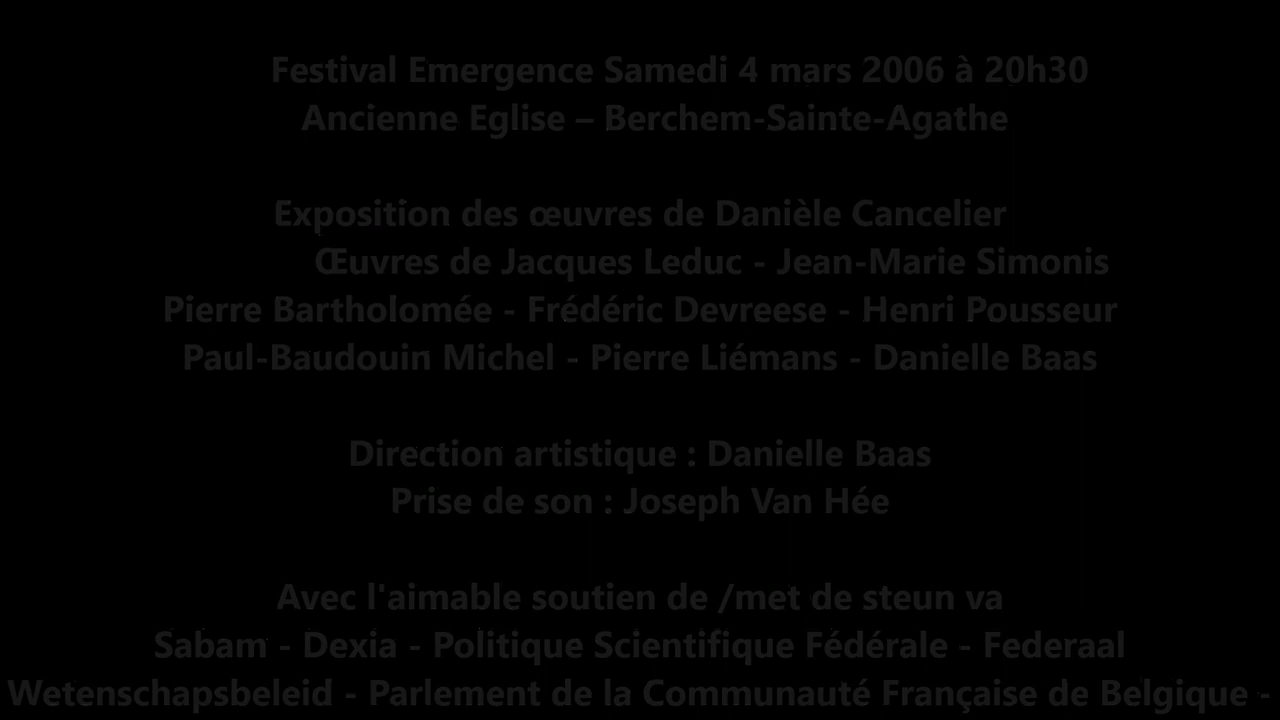 Festival Emergence Samedi 4 mars 2006 à 20h30
Ancienne Eglise – Berchem-Sainte-Agathe
Exposition des œuvres de Danièle Cancelier
Œuvres de Jacques Leduc - Jean-Marie Simonis
Pierre Bartholomée - Frédéric Devreese - Henri Pousseur
Paul-Baudouin Michel - Pierre Liémans - Danielle Baas
Direction artistique : Danielle Baas
Prise de son : Joseph Van Hée
Avec l'aimable soutien de /met de steun va
Sabam - Dexia - Politique Scientifique Fédérale - Federaal
Wetenschapsbeleid - Parlement de la Communauté Française de Belgique -